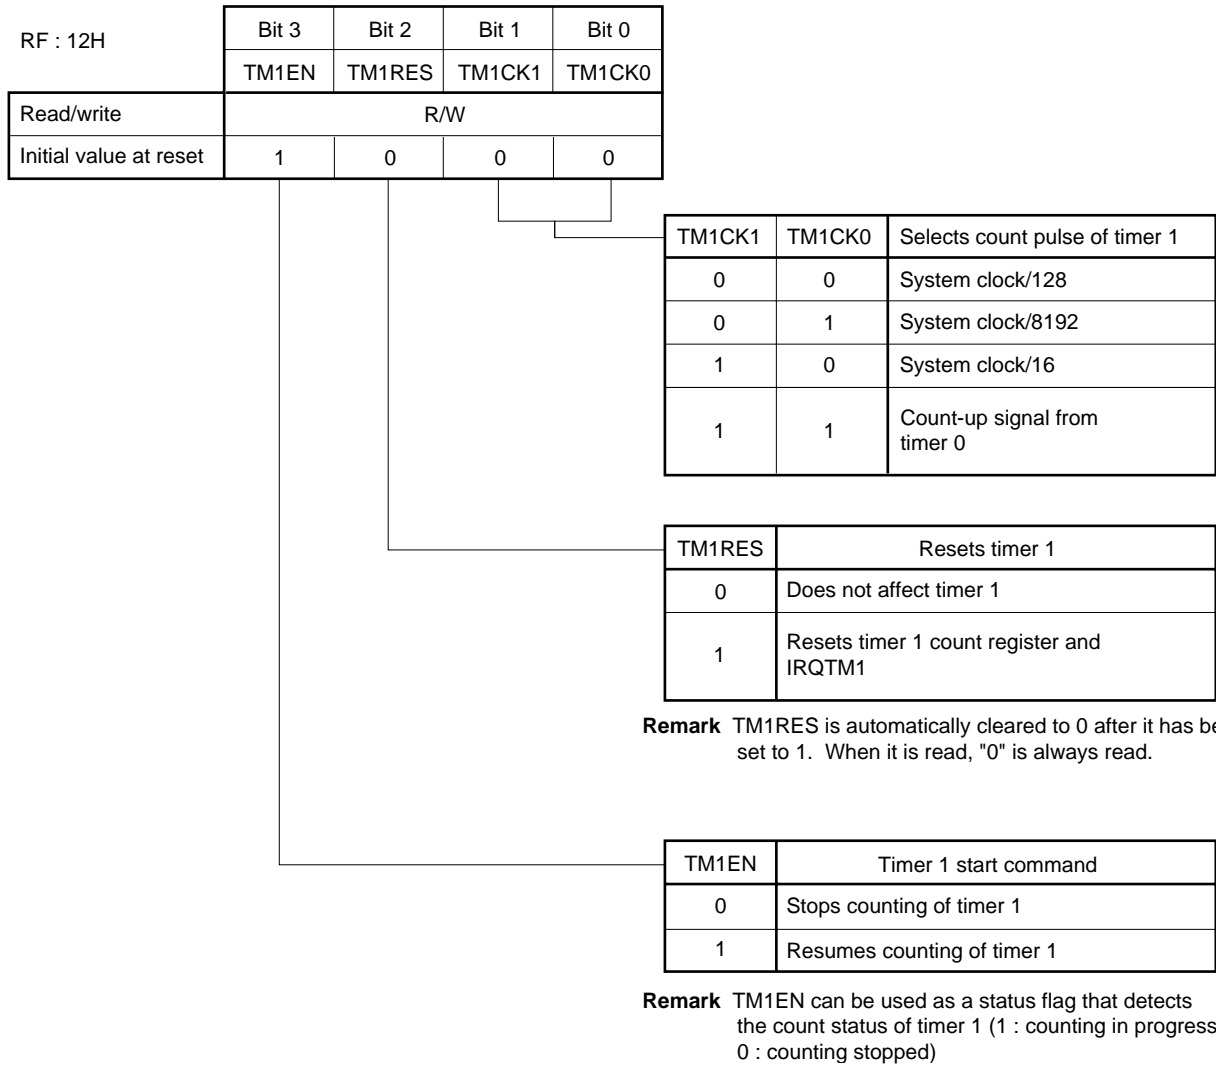 RF : 12H
Bit 3 Bit 2 Bit 1 Bit 0
TM1EN TM1RES TM1CK1 TM1CK0
Read/write R/W
Initial value at reset 1 0 0 0
TM1CK1 TM1CK0 Selects count pulse of timer 1
0 0 System clock/128
0 1 System clock/8192
1 0 System clock/16
1 1 Count-up signal from
timer 0
TM1RES Resets timer 1
0 Does not affect timer 1
1 Resets timer 1 count register and
IRQTM1
Remark TM1RES is automatically cleared to 0 after it has be
set to 1. When it is read, "0" is always read.
TM1EN Timer 1 start command
0 Stops counting of timer 1
1 Resumes counting of timer 1
Remark TM1EN can be used as a status flag that detects
the count status of timer 1 (1 : counting in progress
0 : counting stopped)